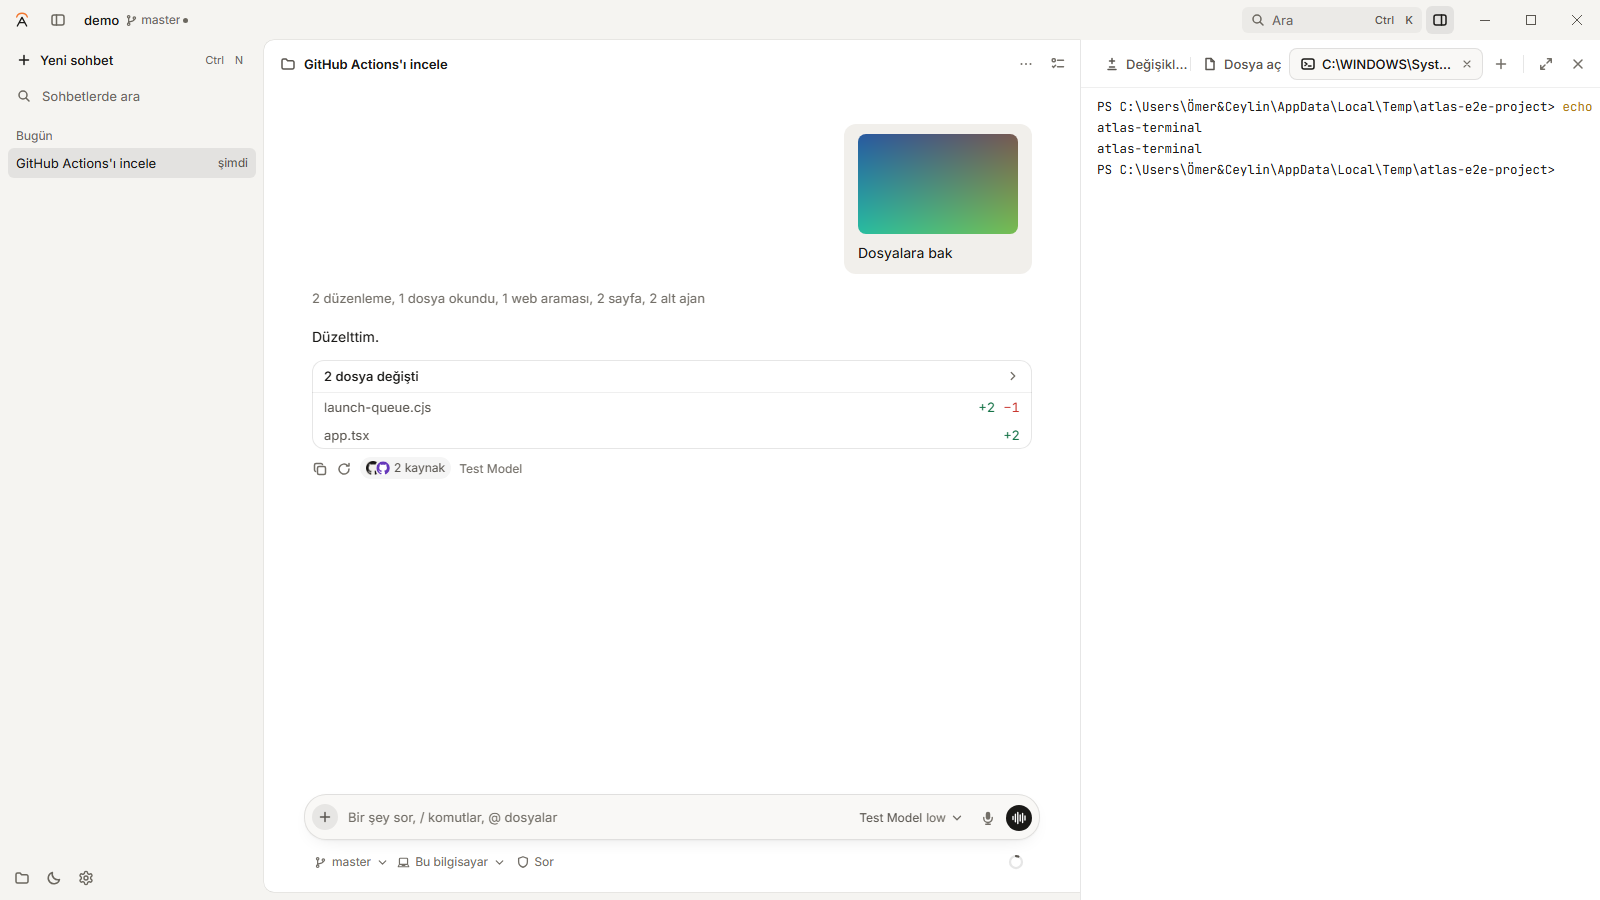 demo master
Ara Ctrl K
Yeni sohbet Ctrl N
Sohbetlerde ara
Bugün
GitHub Actions'ı incele şimdi
GitHub Actions'ı incele
Dosyalara bak
2 düzenleme, 1 dosya okundu, 1 web araması, 2 sayfa, 2 alt ajan
Düzelttim.
2 dosya değişti
launch-queue.cjs +2 −1
app.tsx +2
2 kaynak Test Model
Bir şey sor, / komutlar, @ dosyalar Test Model low
master Bu bilgisayar Sor
Değişikl... Dosya aç C:\WINDOWS\Syst...
PS C:\Users\Ömer&Ceylin\AppData\Local\Temp\atlas-e2e-project> echo
atlas-terminal
atlas-terminal
PS C:\Users\Ömer&Ceylin\AppData\Local\Temp\atlas-e2e-project>